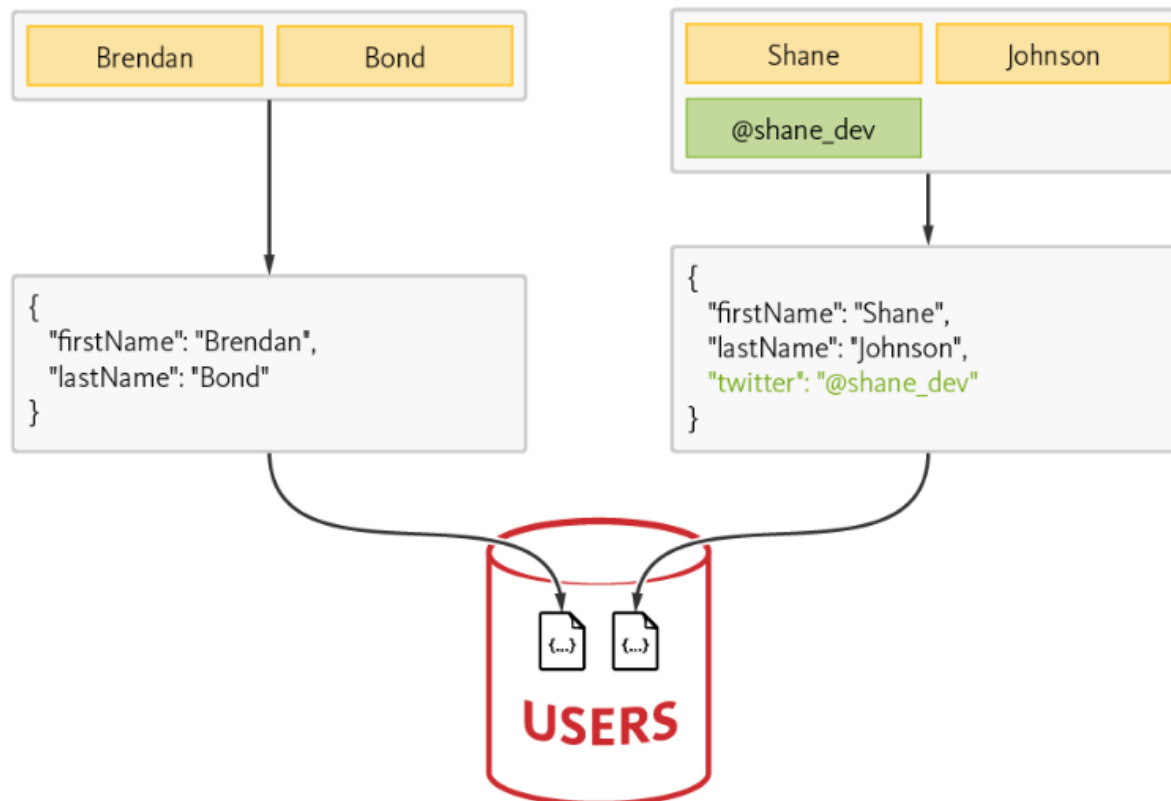 Brendan
Bond
Shane
Johnson
@shane_dev
{
"firstName": "Brendan",
"lastName": "Bond"
}
{
"firstName": "Shane",
"lastName": "Johnson",
"twitter": "@shane_dev"
}
{...}
{...}
USERS